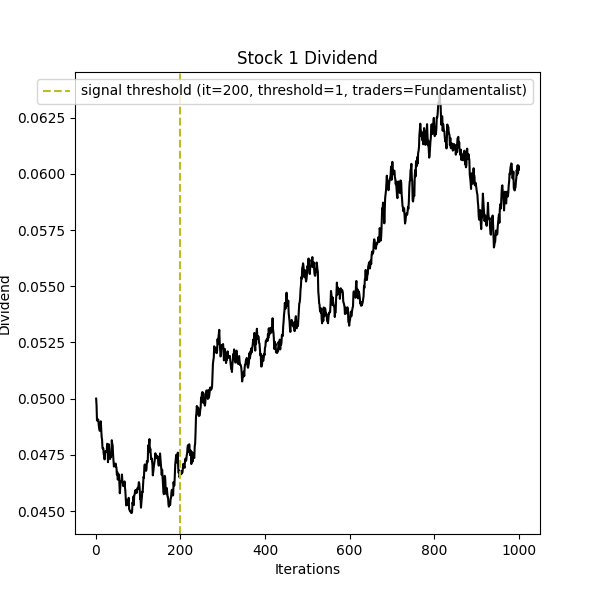 Stock 1 Dividend
signal threshold (it=200, threshold=1, traders=Fundamentalist)
0.0625
0.0600
0.0575
0.0550
0.0525
0.0500
0.0475
0.0450
Dividend
0 200 400 600 800 1000
Iterations